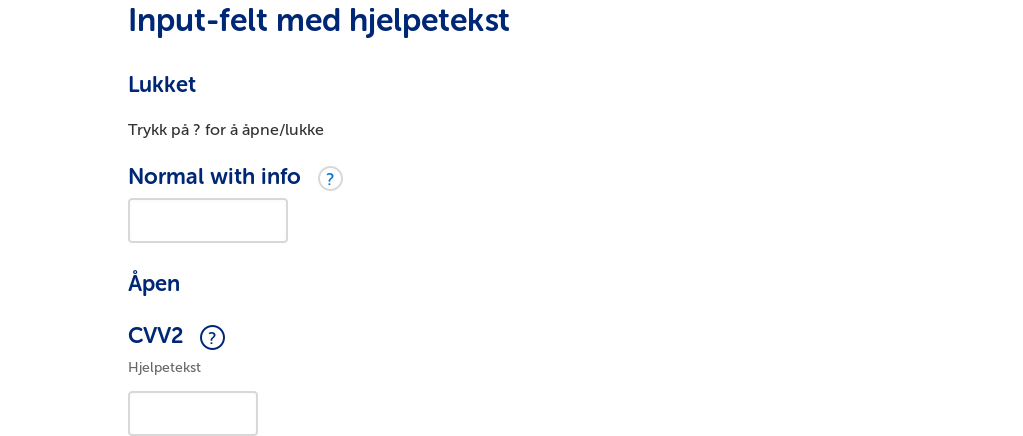 Input-felt med hjelpetekst
Lukket
Trykk på ? for å åpne/lukke
Normal with info ?
Åpen
CVV2 ?
Hjelpetekst